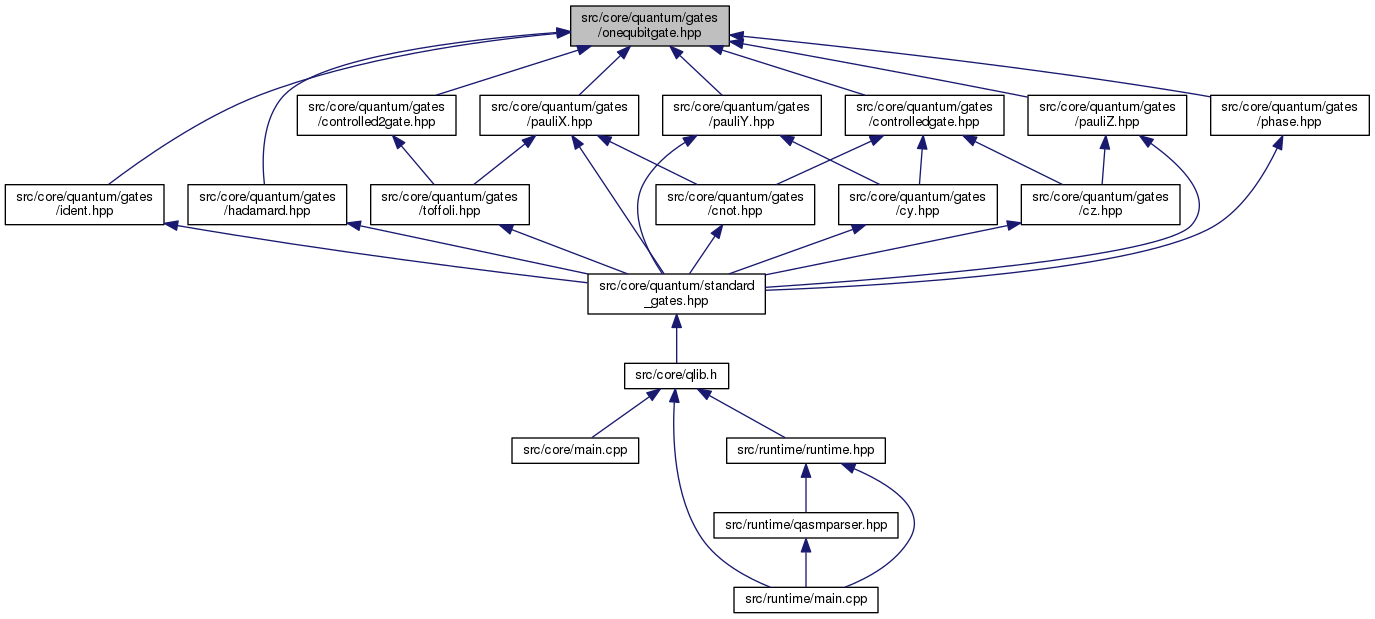 src/core/quantum/gates
/onequbitgate.hpp
src/core/quantum/gates
/controlled2gate.hpp
src/core/quantum/gates
/pauliX.hpp
src/core/quantum/gates
/pauliY.hpp
src/core/quantum/gates
/controlledgate.hpp
src/core/quantum/gates
/pauliZ.hpp
src/core/quantum/gates
/phase.hpp
src/core/quantum/gates
/ident.hpp
src/core/quantum/gates
/hadamard.hpp
src/core/quantum/gates
/toffoli.hpp
src/core/quantum/gates
/cnot.hpp
src/core/quantum/gates
/cy.hpp
src/core/quantum/gates
/cz.hpp
src/core/quantum/standard
_gates.hpp
src/core/qlib.h
src/core/main.cpp
src/runtime/runtime.hpp
src/runtime/qasmparser.hpp
src/runtime/main.cpp